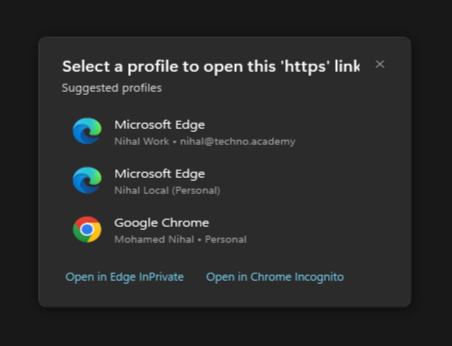 Select a profile to open this 'https' link
Suggested profiles
Microsoft Edge
Nihal Work • nihal@techno.academy
Microsoft Edge
Nihal Local (Personal)
Google Chrome
Mohamed Nihal • Personal
Open in Edge InPrivate Open in Chrome Incognito